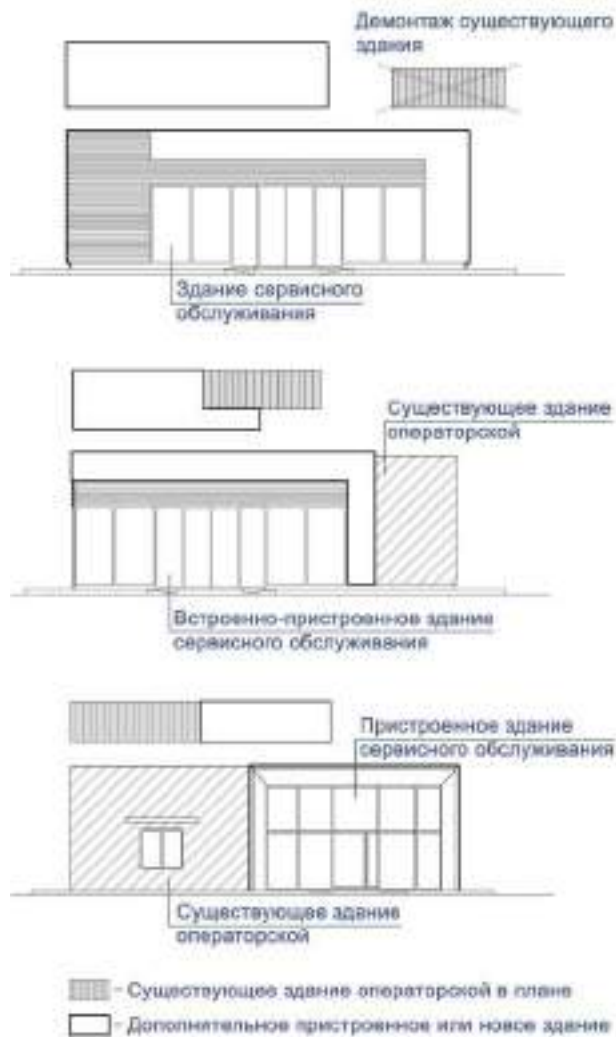 Демонтаж существующего
здания
Здание сервисного
обслуживания
Существующее здание
операторской
Встроенно-пристроенное здание
сервисного обслуживания
Пристроенное здание
сервисного обслуживания
Существующее здание
операторской
- Существующее здание операторской в плане
- Дополнительное пристроенное или новое здание